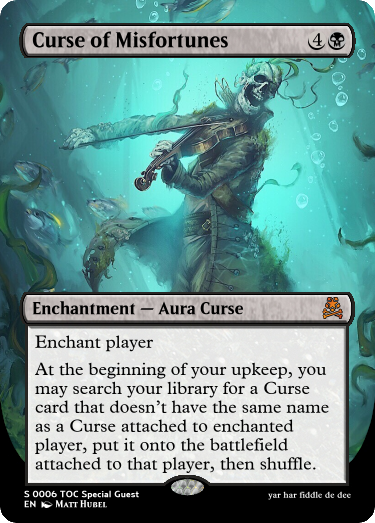 Curse of Misfortunes 4
Enchantment — Aura Curse
Enchant player
At the beginning of your upkeep, you
may search your library for a Curse
card that doesn't have the same name
as a Curse attached to enchanted
player, put it onto the battlefield
attached to that player, then shuffle.
S 0006 TOC Special Guest
EN Matt Hubel
yar har fiddle de dee